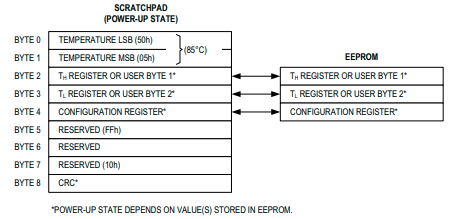 SCRATCHPAD
(POWER-UP STATE)
BYTE 0 TEMPERATURE LSB (50h)
(85°C)
BYTE 1 TEMPERATURE MSB (05h)
EEPROM
BYTE 2 TH REGISTER OR USER BYTE 1* TH REGISTER OR USER BYTE 1*
BYTE 3 TL REGISTER OR USER BYTE 2* TL REGISTER OR USER BYTE 2*
BYTE 4 CONFIGURATION REGISTER* CONFIGURATION REGISTER*
BYTE 5 RESERVED (FFh)
BYTE 6 RESERVED
BYTE 7 RESERVED (10h)
BYTE 8 CRC*
*POWER-UP STATE DEPENDS ON VALUE(S) STORED IN EEPROM.